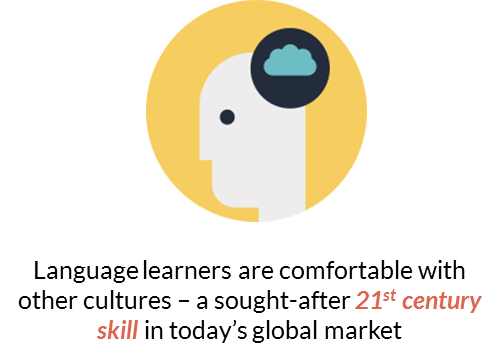 Language learners are comfortable with
other cultures – a sought-after 21st century
skill in today's global market